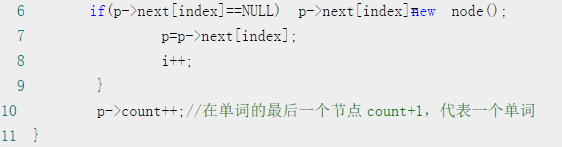 6 if(p->next[index]==NULL) p->next[index]=new node();
7 p=p->next[index];
8 i++;
9 }
10 p->count++;//在单词的最后一个节点count+1，代表一个单词
11 }